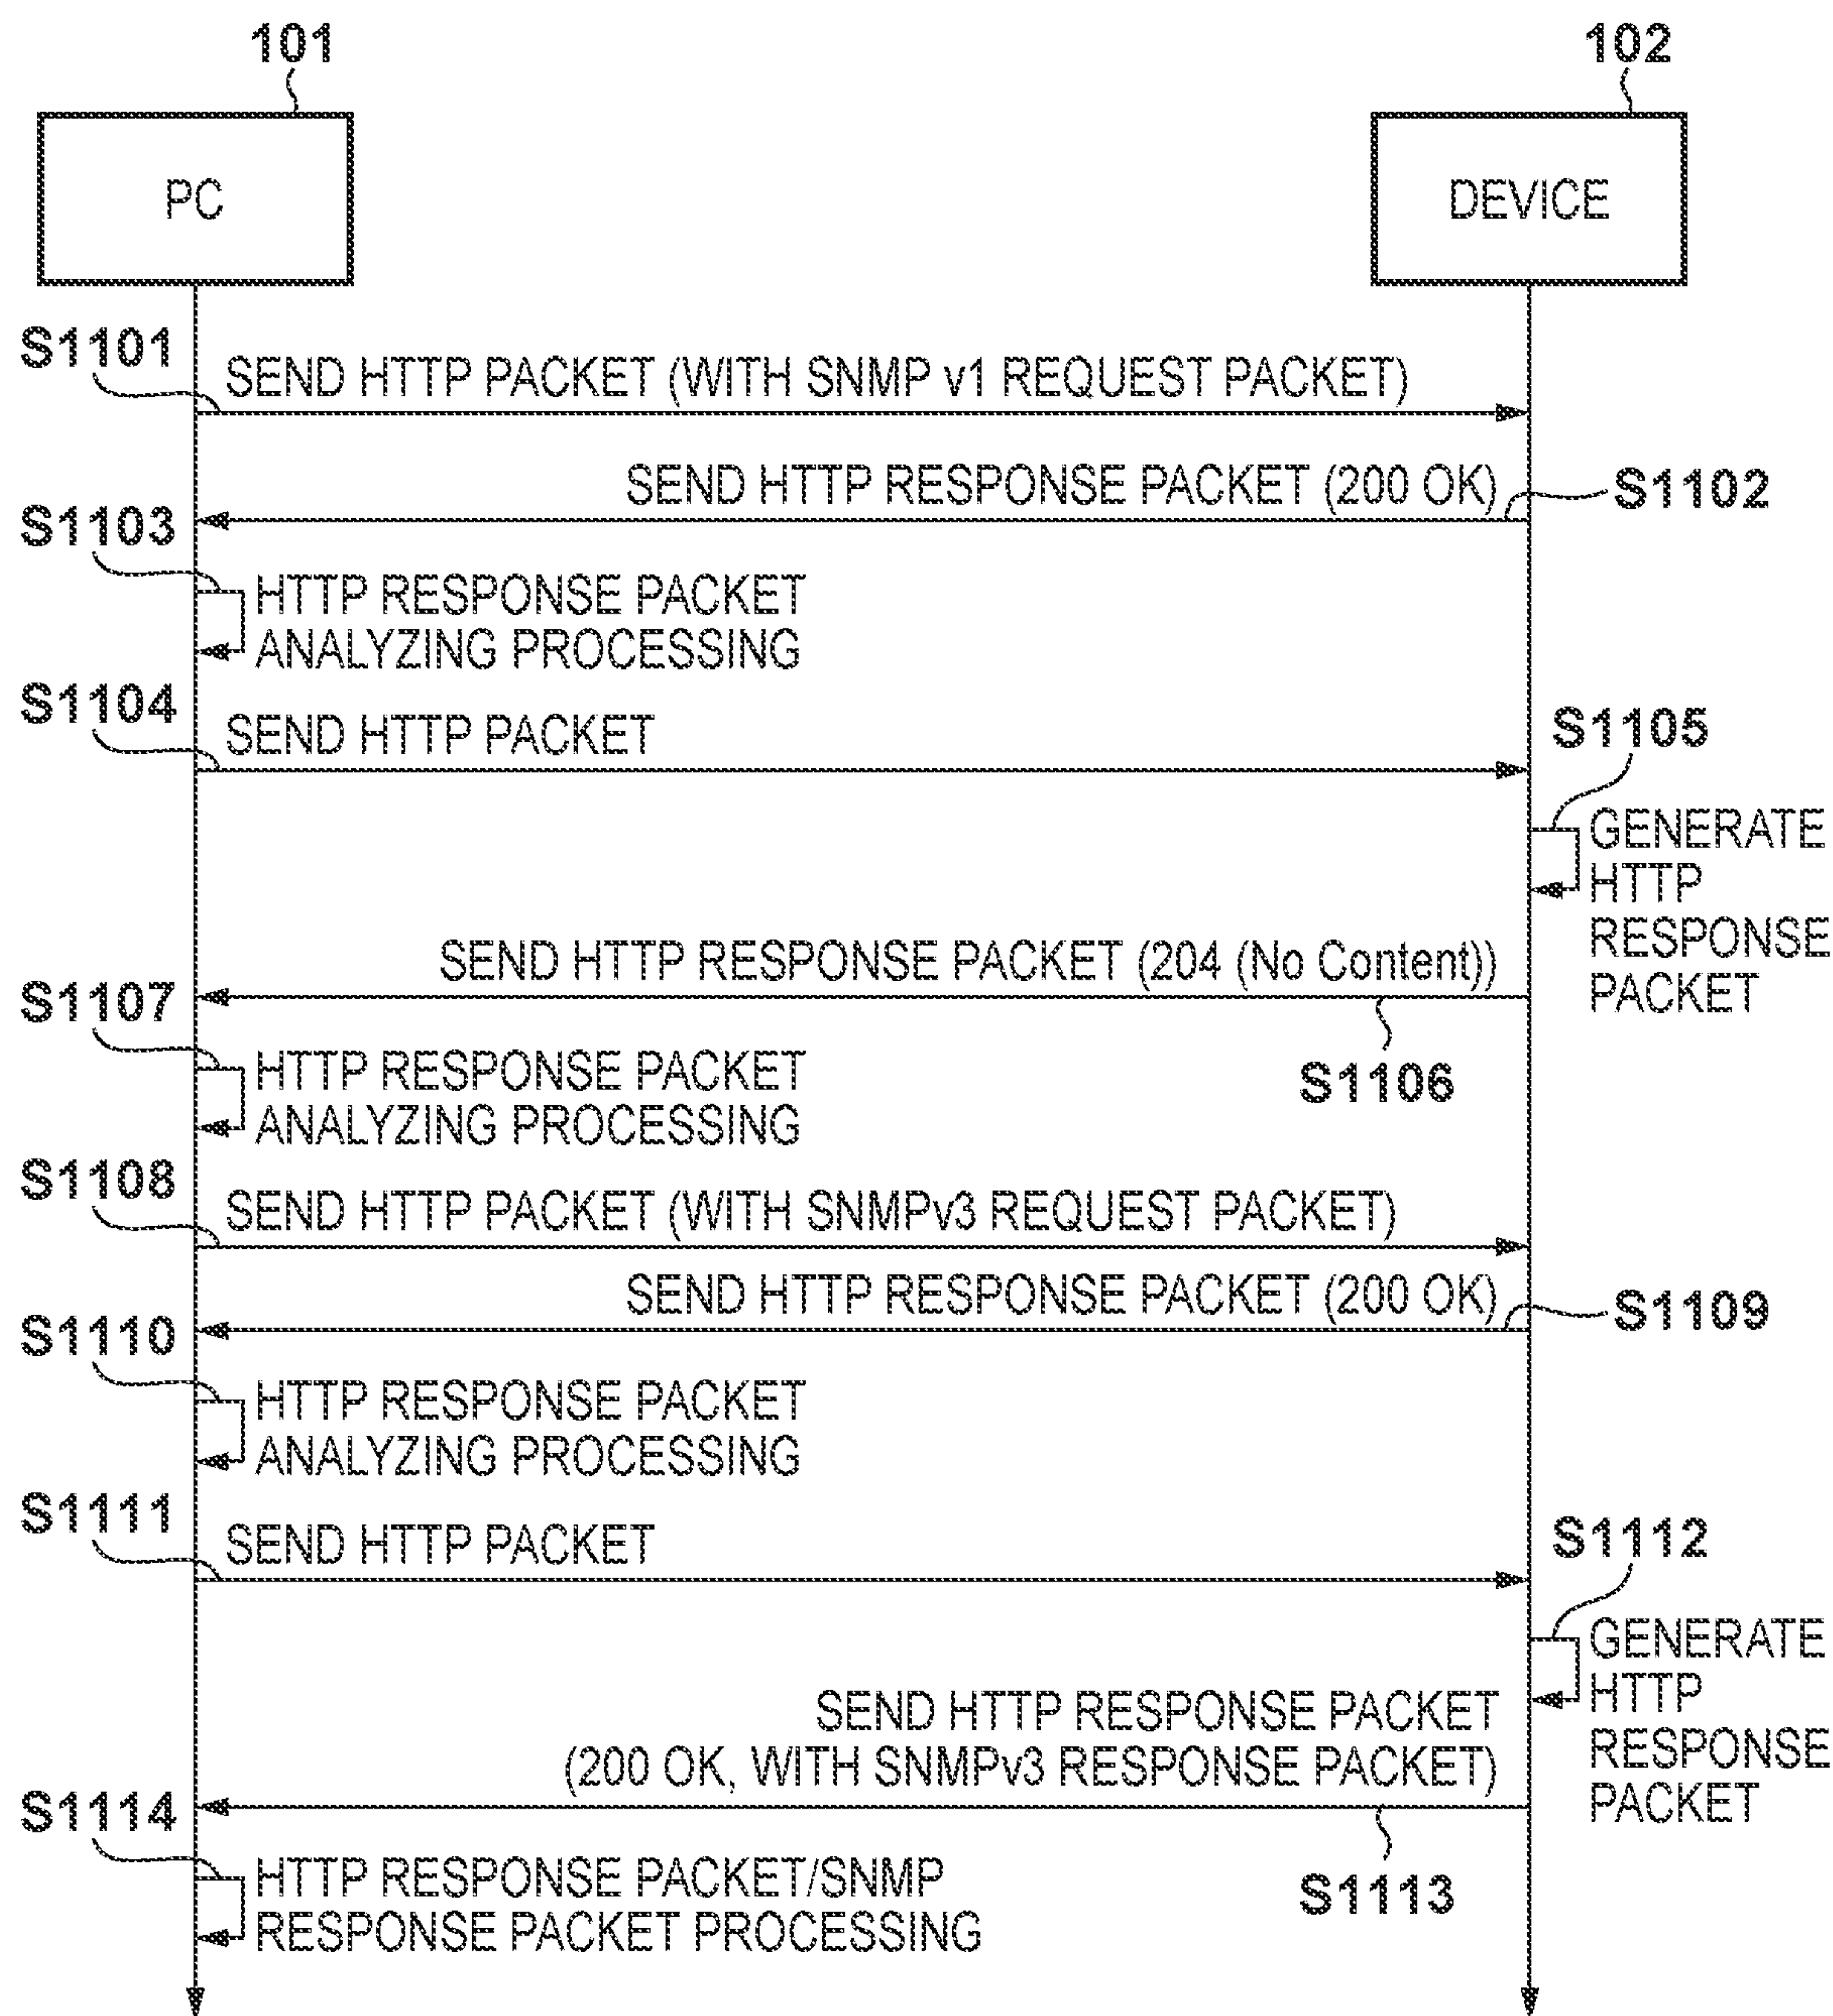 101
102
PC
DEVICE
S1101
SEND HTTP PACKET (WITH SNMP v1 REQUEST PACKET)
SEND HTTP RESPONSE PACKET (200 OK)
S1102
S1103
HTTP RESPONSE PACKET
ANALYZING PROCESSING
S1104
SEND HTTP PACKET
S1105
GENERATE
HTTP
RESPONSE
PACKET
SEND HTTP RESPONSE PACKET (204 (No Content))
S1106
S1107
HTTP RESPONSE PACKET
ANALYZING PROCESSING
S1108
SEND HTTP PACKET (WITH SNMPv3 REQUEST PACKET)
SEND HTTP RESPONSE PACKET (200 OK)
S1109
S1110
HTTP RESPONSE PACKET
ANALYZING PROCESSING
S1111
SEND HTTP PACKET
S1112
GENERATE
HTTP
RESPONSE
PACKET
SEND HTTP RESPONSE PACKET
(200 OK, WITH SNMPv3 RESPONSE PACKET)
S1113
S1114
HTTP RESPONSE PACKET/SNMP
RESPONSE PACKET PROCESSING